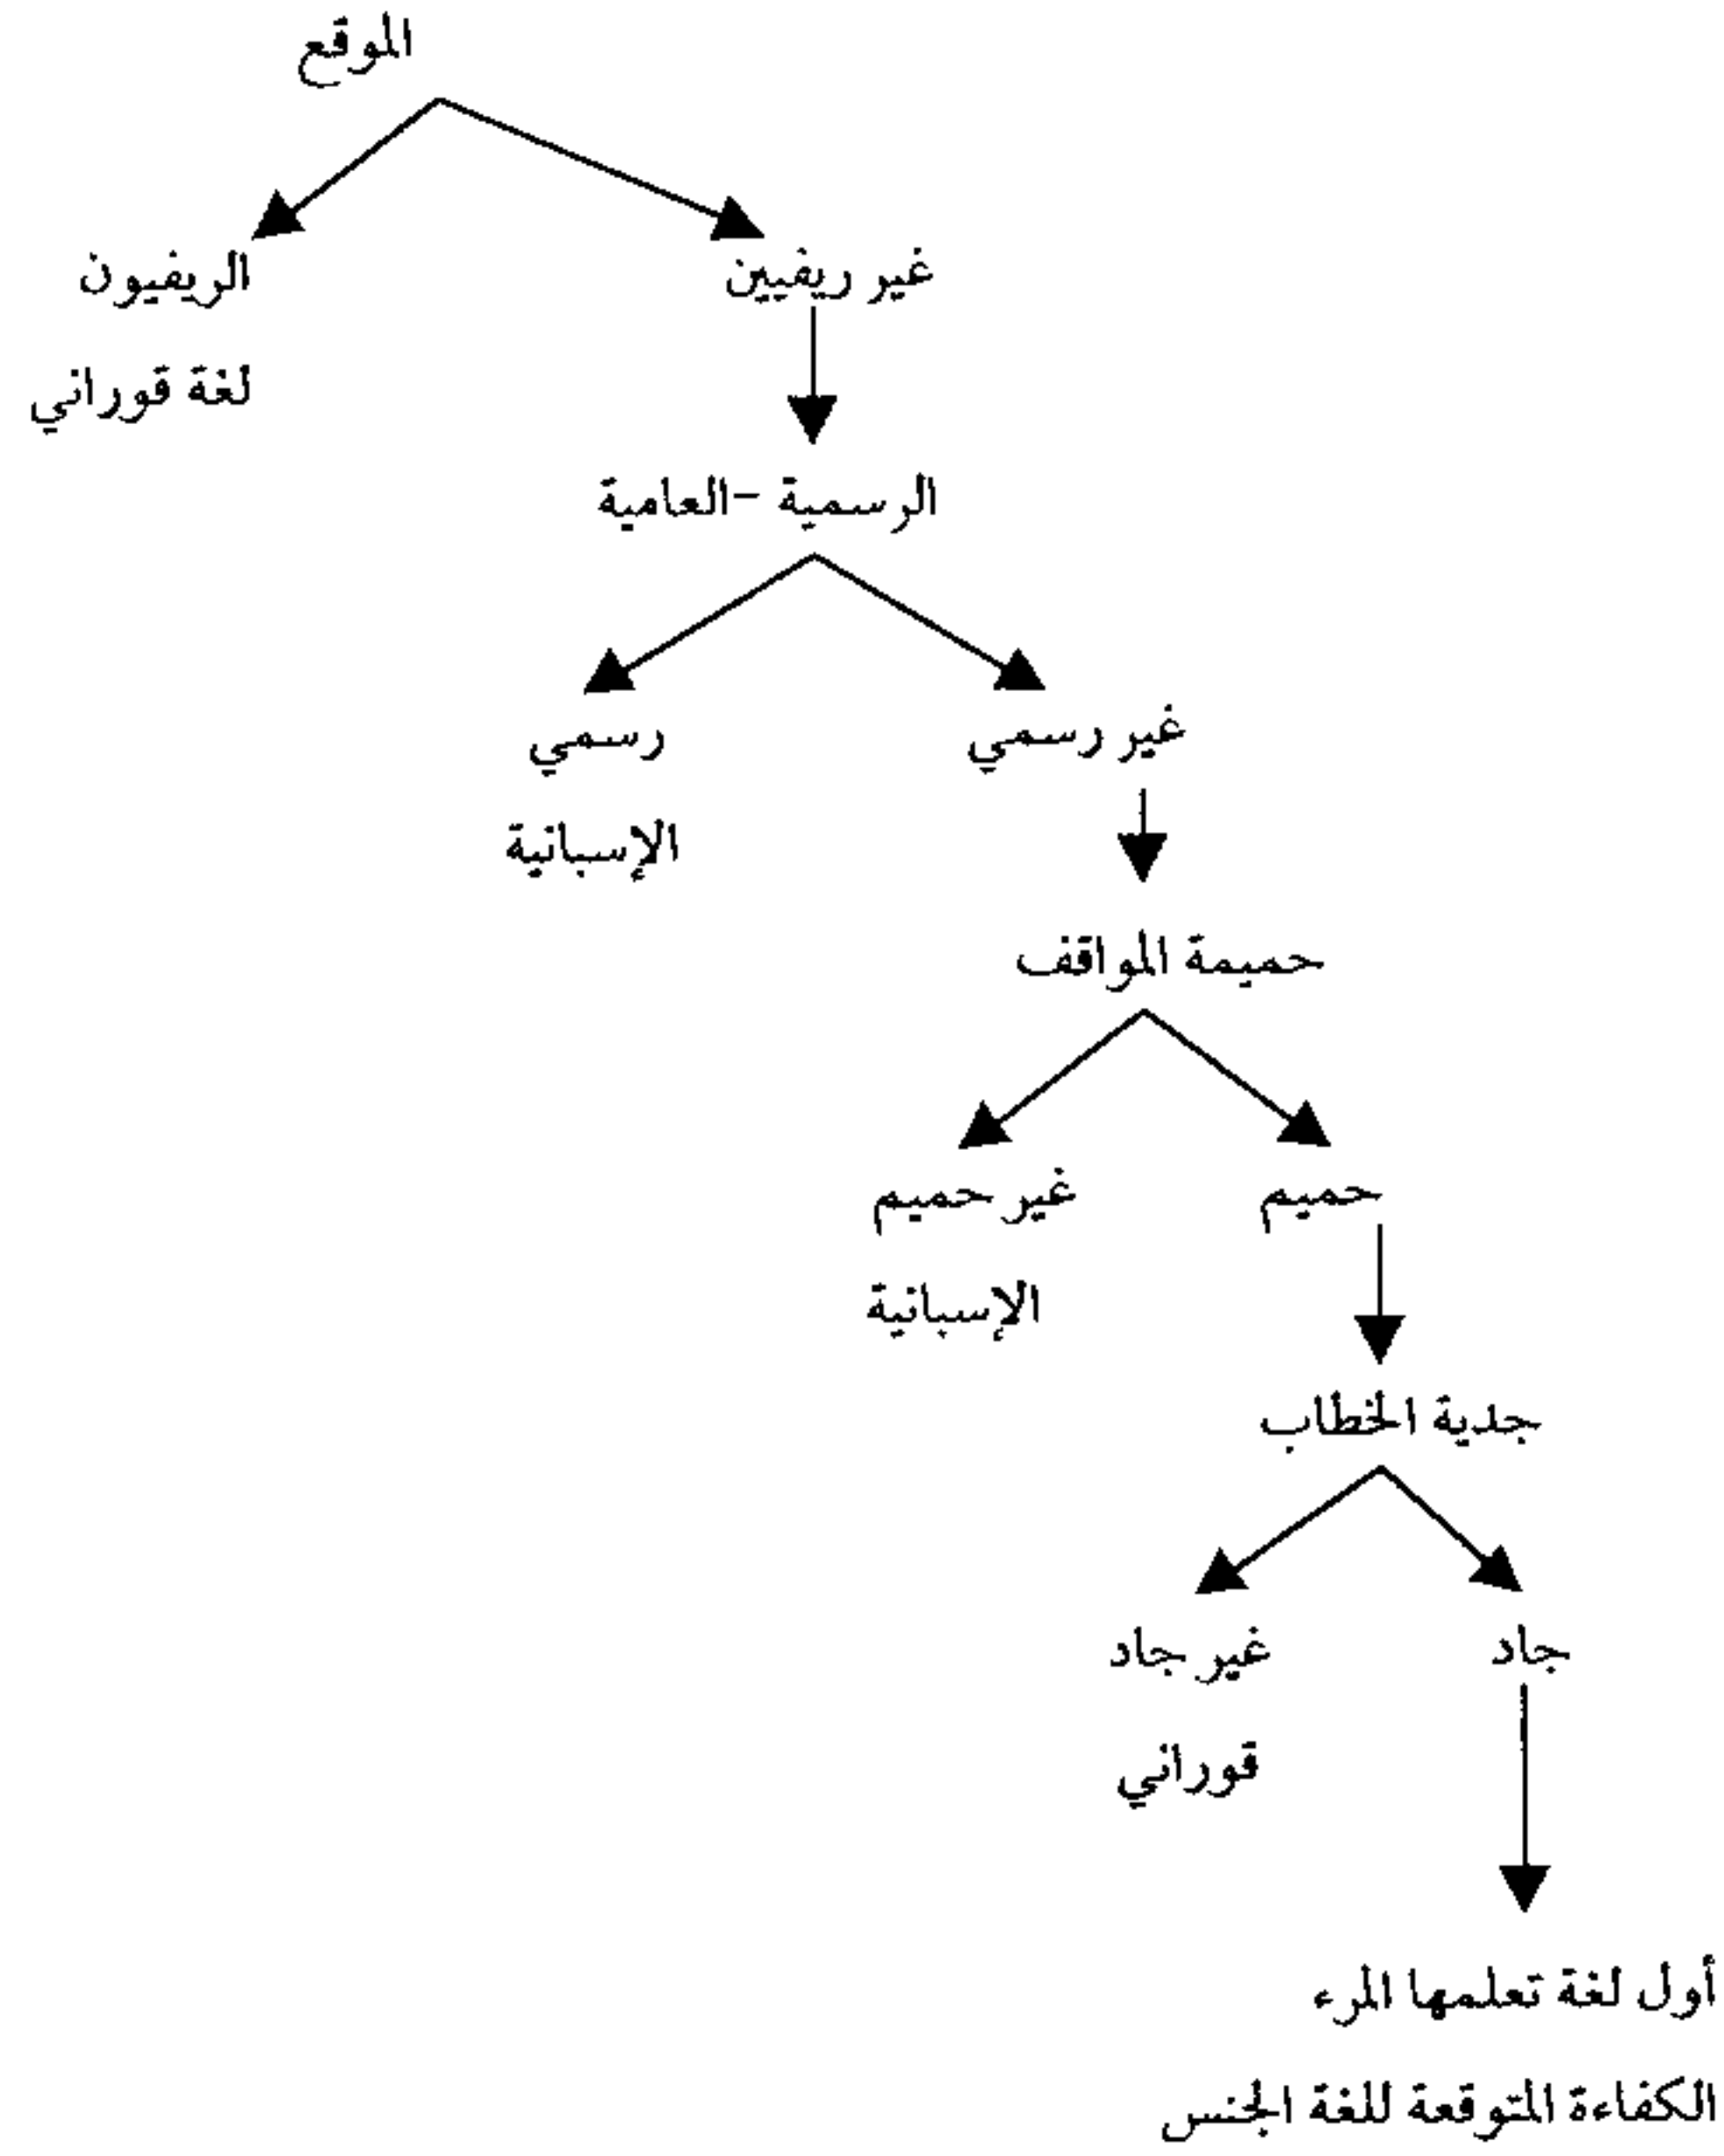 الموقع
غير ريفيين
الريفيون
لغة قوراني
الرسمية - العامية
غير رسمي
رسمي
الإسبانية
حميمة المواقف
حميم
غير حميم
الإسبانية
جدية الخطاب
جاد
غير جاد
قوراني
أول لغة تعلمها المرء
الكفاءة المتوقعة للغة الجنس